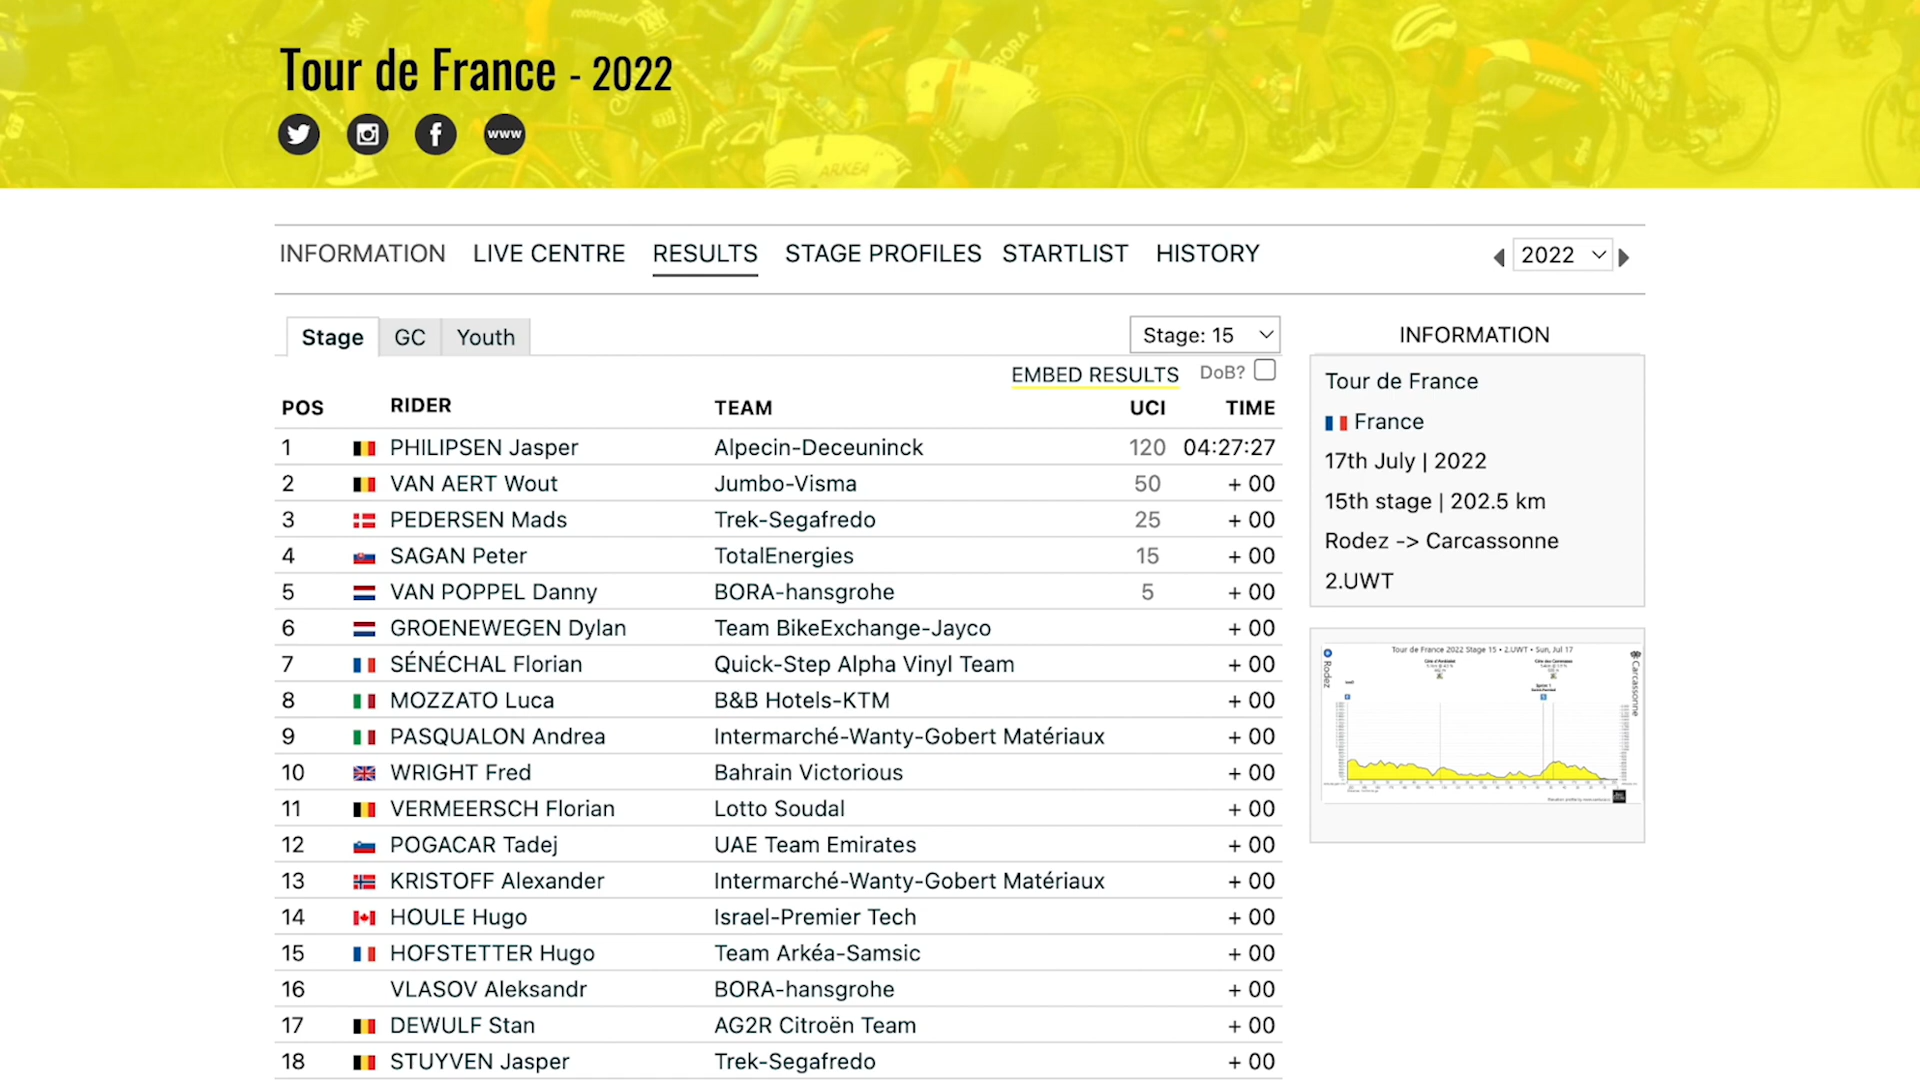 Tour de France - 2022
www
INFORMATION LIVE CENTRE RESULTS STAGE PROFILES STARTLIST HISTORY 2022
Stage GC Youth Stage: 15
EMBED RESULTS DoB?
POS RIDER TEAM UCI TIME
1 PHILIPSEN Jasper Alpecin-Deceuninck 120 04:27:27
2 VAN AERT Wout Jumbo-Visma 50 + 00
3 PEDERSEN Mads Trek-Segafredo 25 + 00
4 SAGAN Peter TotalEnergies 15 + 00
5 VAN POPPEL Danny BORA-hansgrohe 5 + 00
6 GROENEWEGEN Dylan Team BikeExchange-Jayco + 00
7 SÉNÉCHAL Florian Quick-Step Alpha Vinyl Team + 00
8 MOZZATO Luca B&B Hotels-KTM + 00
9 PASQUALON Andrea Intermarché-Wanty-Gobert Matériaux + 00
10 WRIGHT Fred Bahrain Victorious + 00
11 VERMEERSCH Florian Lotto Soudal + 00
12 POGACAR Tadej UAE Team Emirates + 00
13 KRISTOFF Alexander Intermarché-Wanty-Gobert Matériaux + 00
14 HOULE Hugo Israel-Premier Tech + 00
15 HOFSTETTER Hugo Team Arkéa-Samsic + 00
16 VLASOV Aleksandr BORA-hansgrohe + 00
17 DEWULF Stan AG2R Citroën Team + 00
18 STUYVEN Jasper Trek-Segafredo + 00
INFORMATION
Tour de France
France
17th July | 2022
15th stage | 202.5 km
Rodez -> Carcassonne
2.UWT
Tour de France 2022 Stage 15 • 2.UWT • Sun, Jul 17
Rodez
Carcassonne
BORA
TREK
ARKEA